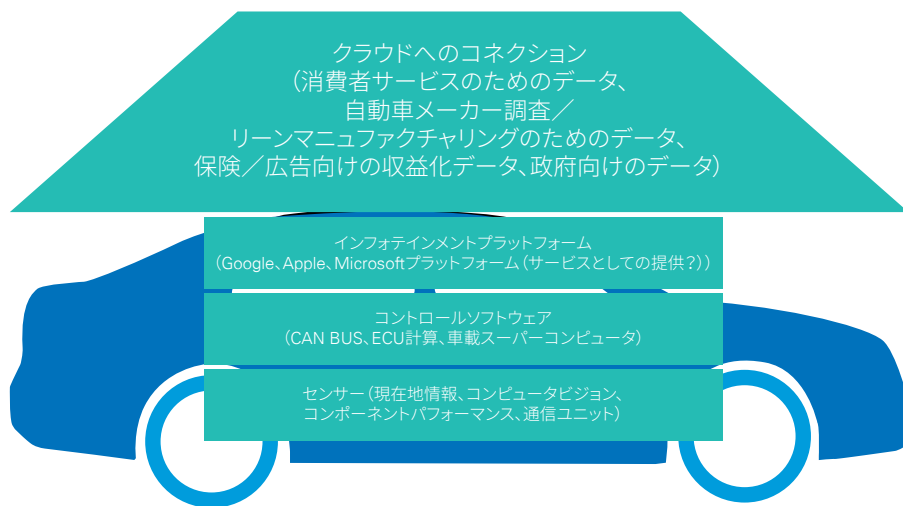 クラウドへのコネクション
（消費者サービスのためのデータ、
自動車メーカー調査／
リーンマニュファクチャリングのためのデータ、
保険／広告向けの収益化データ、政府向けのデータ）
インフォテインメントプラットフォーム
（Google、Apple、Microsoftプラットフォーム（サービスとしての提供？））
コントロールソフトウェア
（CAN BUS、ECU計算、車載スーパーコンピュータ）
センサー（現在地情報、コンピュータビジョン、
コンポーネントパフォーマンス、通信ユニット）